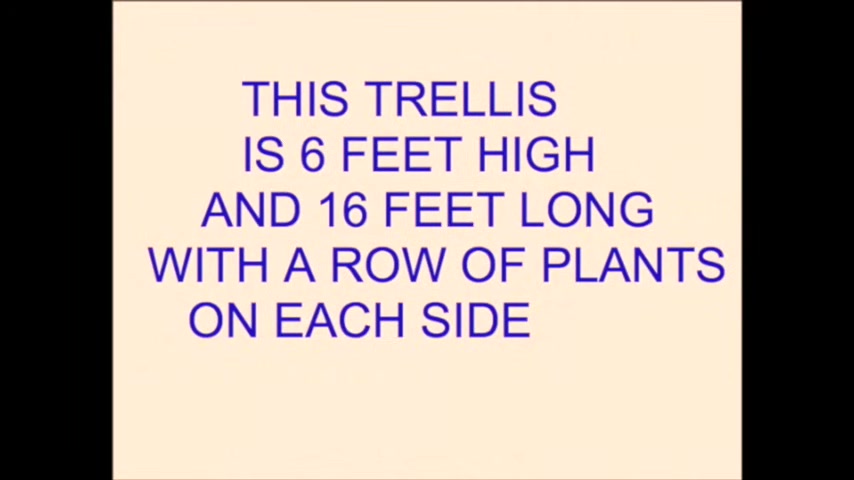 THIS TRELLIS
IS 6 FEET HIGH
AND 16 FEET LONG
WITH A ROW OF PLANTS
ON EACH SIDE